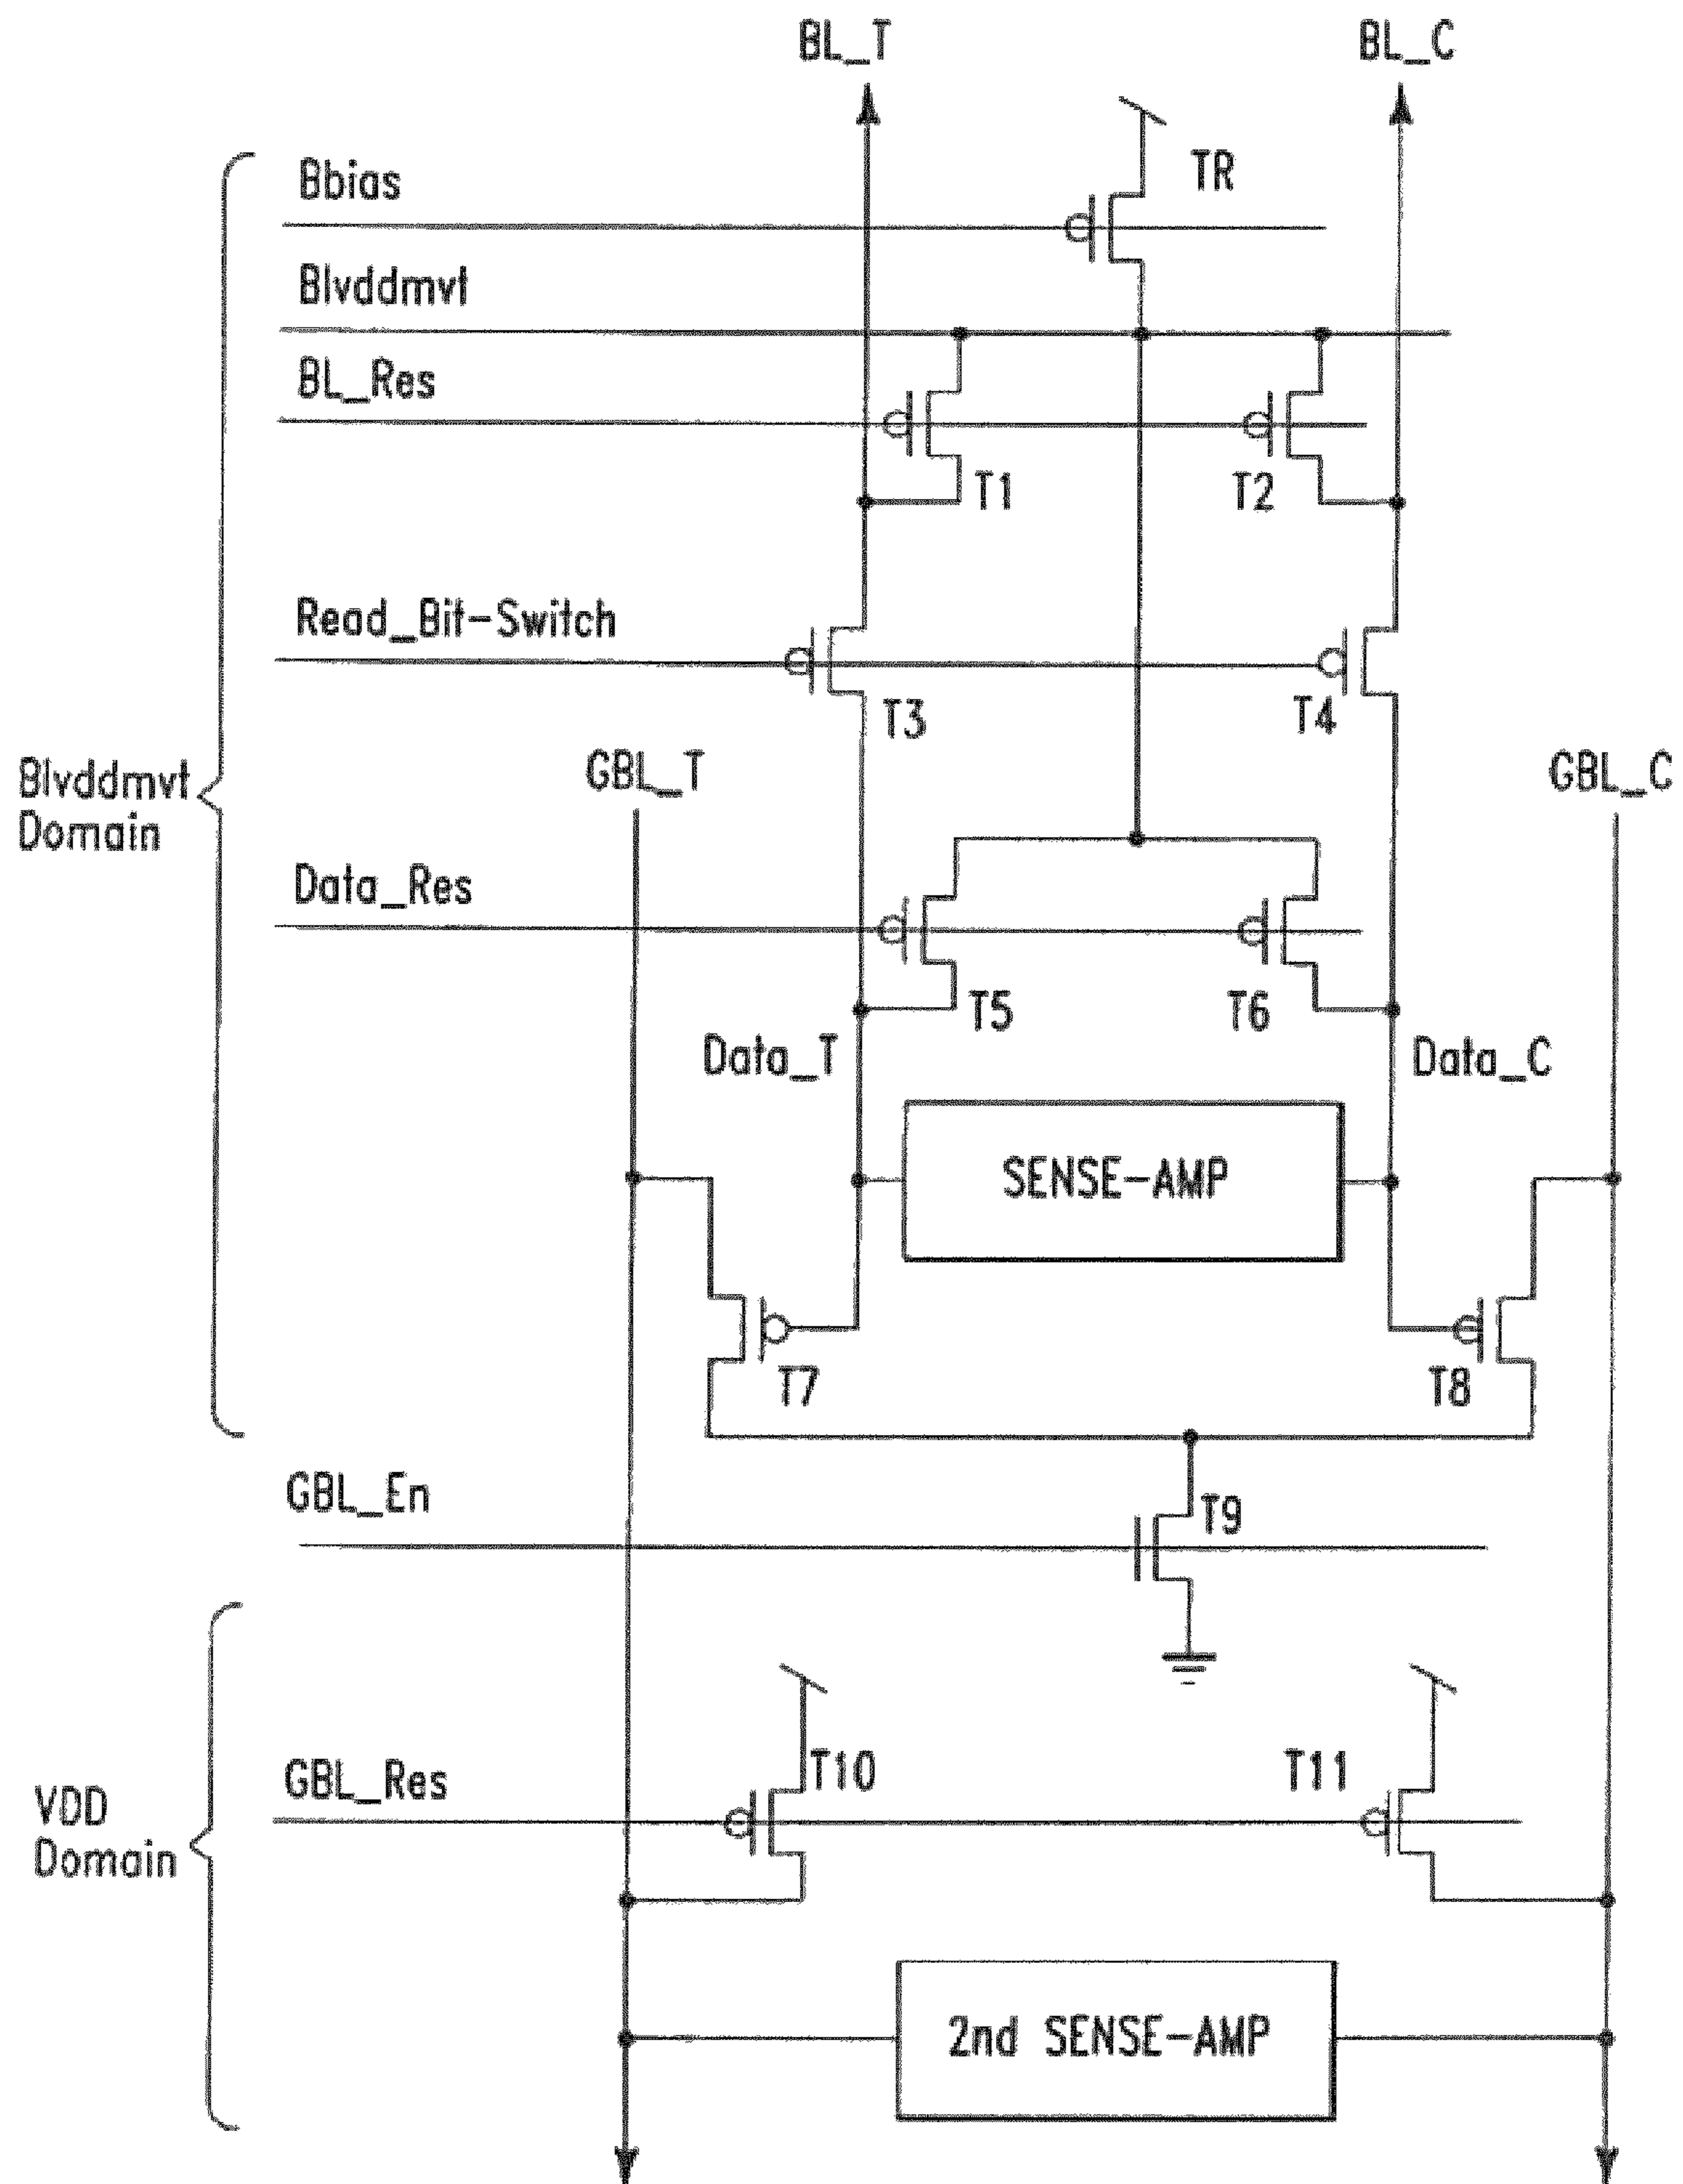 BL_T
BL_C
Bbias
TR
Blvddmvt
BL_Res
T1
T2
Read_Bit-Switch
T3
T4
GBL_T
GBL_C
Blvddmvt
Domain
Data_Res
T5
T6
Data_T
Data_C
SENSE-AMP
T7
T8
GBL_En
T9
VDD
Domain
GBL_Res
T10
T11
2nd SENSE-AMP